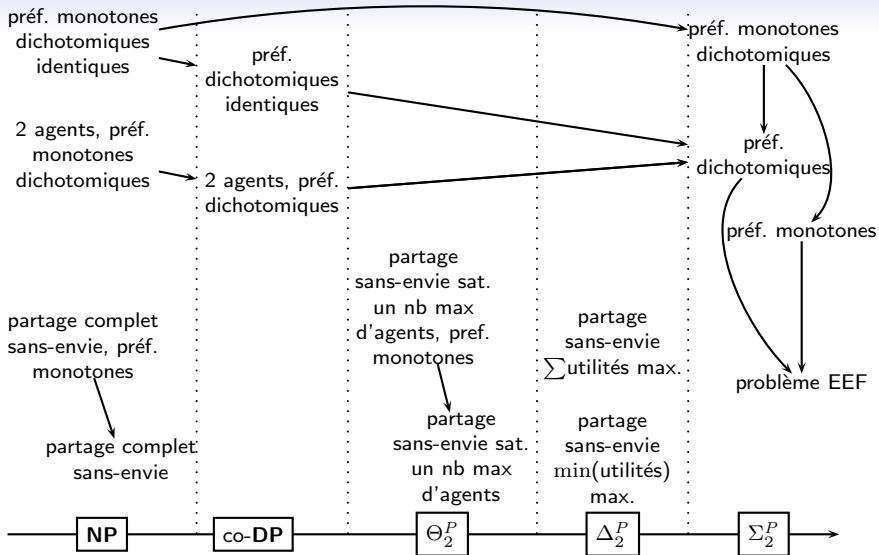 préf. monotones
dichotomiques
identiques
préf.
dichotomiques
identiques
préf. monotones
dichotomiques
2 agents, préf.
monotones
dichotomiques
2 agents, préf.
dichotomiques
préf.
dichotomiques
préf. monotones
partage
sans-envie sat.
un nb max
d'agents, pref.
monotones
partage complet
sans-envie, préf.
monotones
partage
sans-envie
∑utilités max.
problème EEF
partage complet
sans-envie
partage
sans-envie sat.
un nb max
d'agents
partage
sans-envie
min(utilités)
max.
NP
co-DP
Θ₂ᴾ
Δ₂ᴾ
Σ₂ᴾ